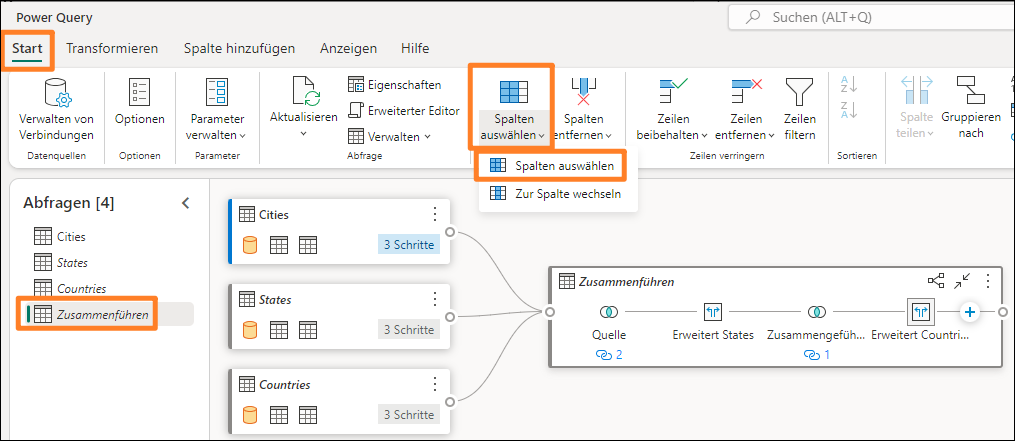 Power Query
Suchen (ALT+Q)
Start
Transformieren
Spalte hinzufügen
Anzeigen
Hilfe
Verwalten von
Verbindungen
Datenquellen
Optionen
Optionen
Parameter
verwalten
Parameter
Aktualisieren
Eigenschaften
Erweiterter Editor
Verwalten
Abfrage
Spalten
auswählen
Spalten
entfernen
Spalten auswählen
Zur Spalte wechseln
Zeilen
beibehalten
Zeilen
entfernen
Zeilen
filtern
Zeilen verringern
A
Z
Z
A
Sortieren
Spalte
teilen
Gruppieren
nach
Abfragen [4]
Cities
States
Countries
Zusammenführen
Cities
3 Schritte
States
3 Schritte
Countries
3 Schritte
Zusammenführen
Quelle
2
Erweitert States
Zusammengefüh...
1
Erweitert Countri...